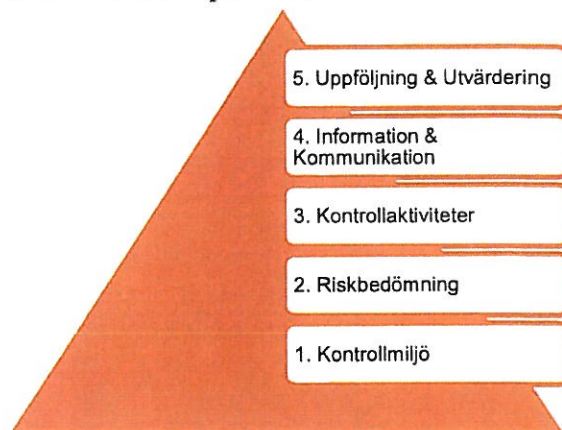 5. Uppföljning & Utvärdering
4. Information &
Kommunikation
3. Kontrollaktiviteter
2. Riskbedömning
1. Kontrollmiljö